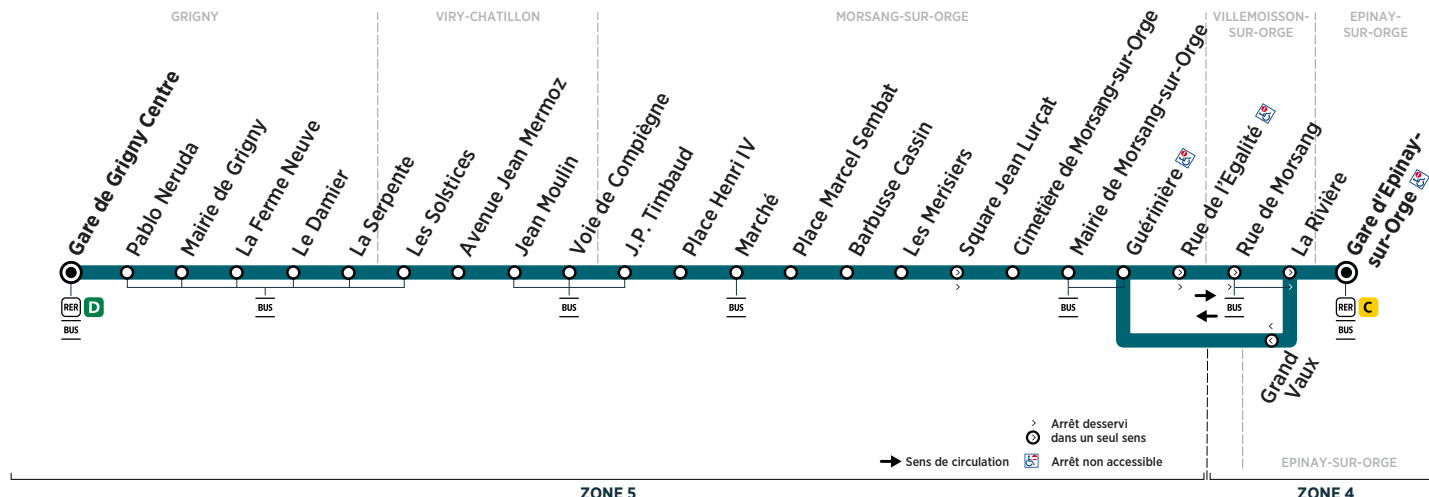 GRIGNY
VIRY-CHATILLON
MORSANG-SUR-ORGE
VILLEMOISSON-
SUR-ORGE
EPINAY-
SUR-ORGE
Gare de Grigny Centre
Pablo Neruda
Mairie de Grigny
La Ferme Neuve
Le Damier
La Serpente
Les Solstices
Avenue Jean Mermoz
Jean Moulin
Voie de Compiègne
J.P. Timbaud
Place Henri IV
Marché
Place Marcel Sembat
Barbusse Cassin
Les Merisiers
Square Jean Lurçat
Cimetière de Morsang-sur-Orge
Mairie de Morsang-sur-Orge
Guérinière
Rue de l'Egalité
Rue de Morsang
La Rivière
Gare d'Epinay-
sur-Orge
RER D
BUS
BUS
BUS
BUS
BUS
BUS
RER C
BUS
Grand
Vaux
Arrêt desservi
dans un seul sens
Sens de circulation
Arrêt non accessible
EPINAY-SUR-ORGE
ZONE 5
ZONE 4